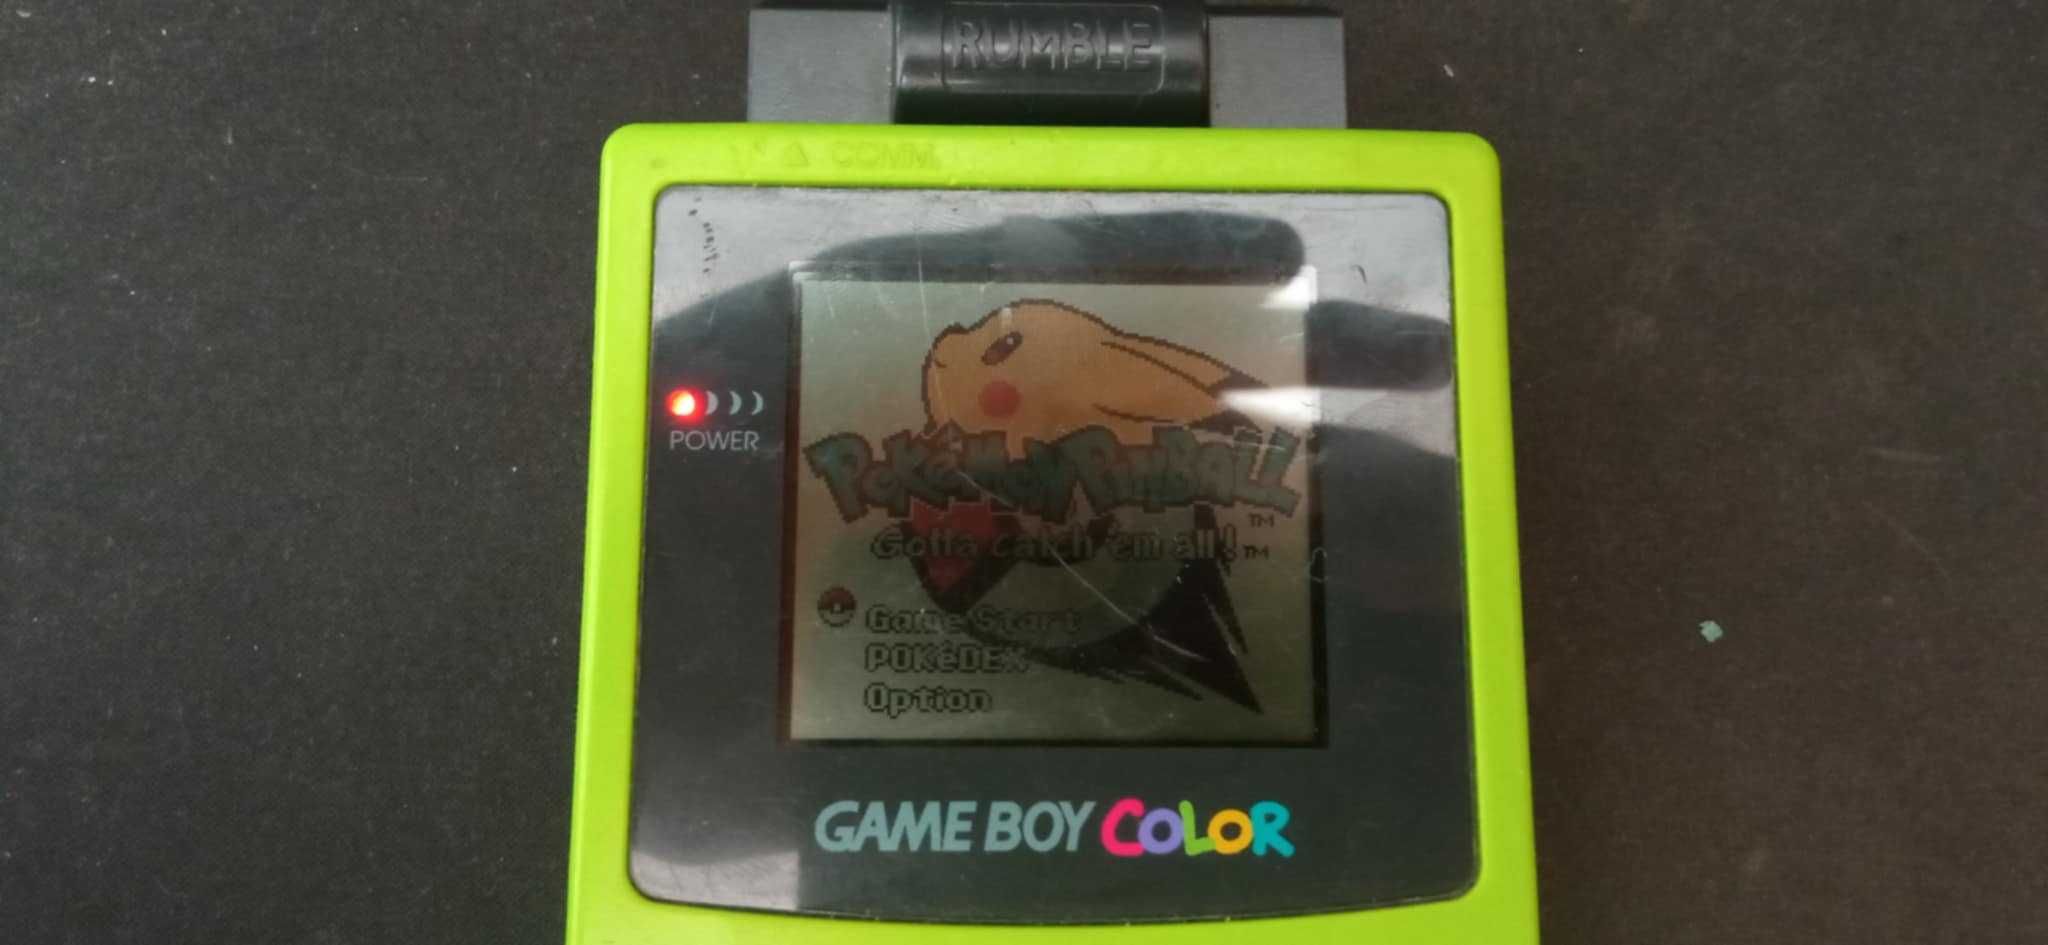 RUMBLE
COMM.
POWER
POKéMON PINBALL
TM
Gotta catch 'em all! TM
Game Start
POKéDEX
Option
GAME BOY COLOR